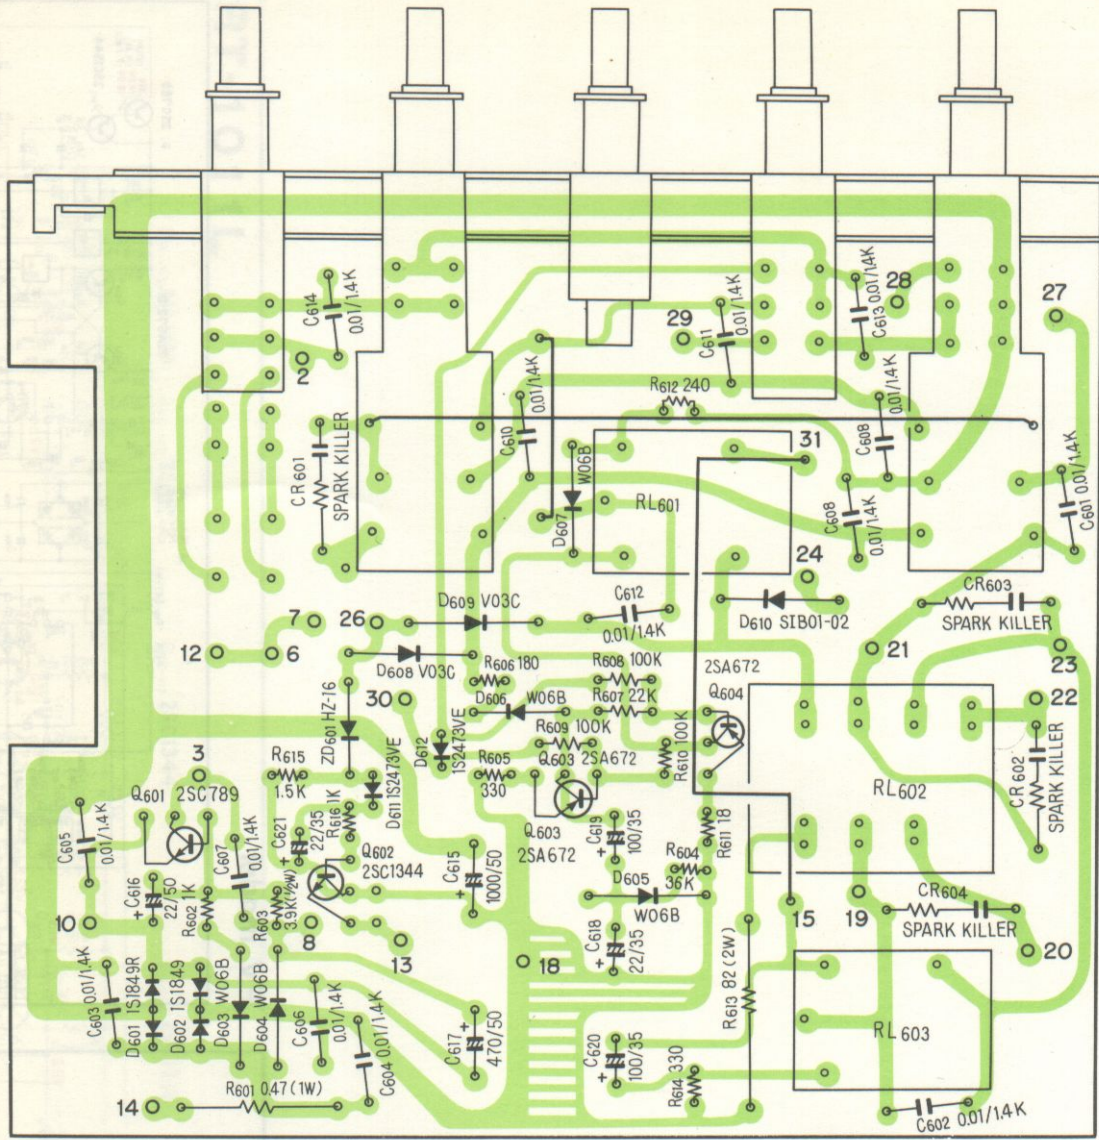 C614 0.01/1.4K
2
29
C611 0.01/1.4K
C613 0.01/1.4K
28
27
R612 240
C610 0.01/1.4K
C608 0.01/1.4K
CR601
SPARK KILLER
D607 W06B
RL601
31
C608 0.01/1.4K
C601 0.01/1.4K
24
D609 V03C
C612
0.01/1.4K
D610 SIB01-02
CR603
SPARK KILLER
7
26
12
6
D608 V03C
R606 180
R608 100K
2SA672
21
23
30
D606 W06B
R607 22K
Q604
22
ZD601 HZ-16
D612
1S2473VE
R609 100K
Q603 2SA672
R610 100K
3
R615
1.5K
D611 1S2473VE
R605
330
RL602
CR602
SPARK KILLER
Q601
2SC789
C605
0.01/1.4K
C607
0.01/1.4K
C621
22/35
R616 1K
Q602
2SC1344
C615
1000/50
Q603
2SA672
C619
100/35
R611 18
C616
22/50
R602 1K
R603
3.9K(½W)
R604
36K
D605
W06B
10
8
13
18
C618
22/35
15
19
CR604
SPARK KILLER
20
C603 0.01/1.4K
D601 1S1849R
D602 1S1849
D603 W06B
D604 W06B
C606
0.01/1.4K
C604 0.01/1.4K
C617
470/50
C620
100/35
R613 82 (2W)
RL603
R601 0.47 (1W)
14
R614 330
C602 0.01/1.4K